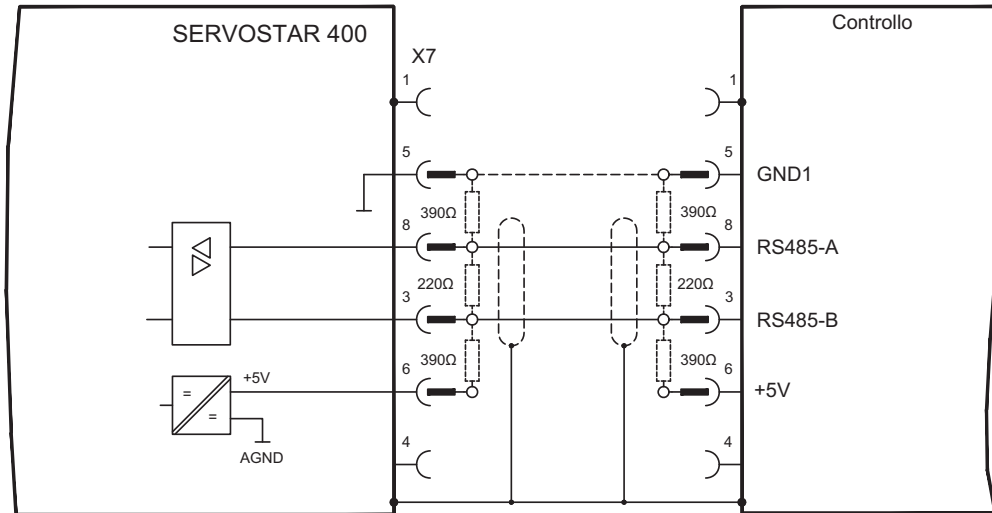 SERVOSTAR 400
Controllo
X7
1
1
5
5
GND1
390Ω
390Ω
8
8
RS485-A
220Ω
220Ω
3
3
RS485-B
390Ω
390Ω
+5V
6
6
+5V
=
=
AGND
4
4